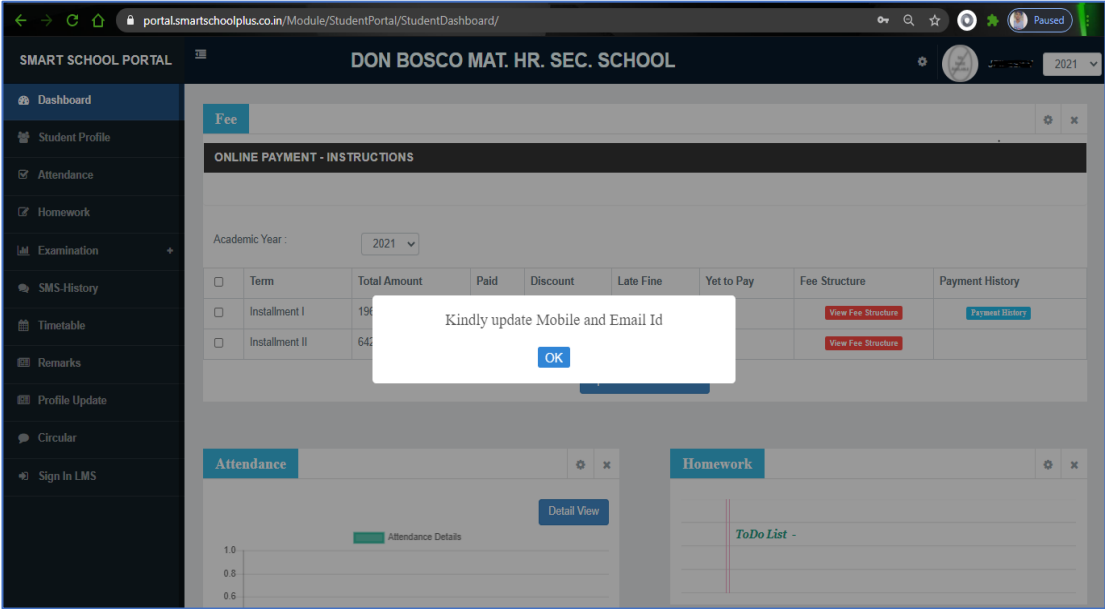 portal.smartschoolplus.co.in/Module/StudentPortal/StudentDashboard/
Paused
SMART SCHOOL PORTAL
DON BOSCO MAT. HR. SEC. SCHOOL
2021
Dashboard
Student Profile
Attendance
Homework
Examination +
SMS-History
Timetable
Remarks
Profile Update
Circular
Sign In LMS
Fee
ONLINE PAYMENT - INSTRUCTIONS
Academic Year : 2021
Term Total Amount Paid Discount Late Fine Yet to Pay Fee Structure Payment History
Installment I 196 View Fee Structure Payment History
Installment II 642 View Fee Structure
Kindly update Mobile and Email Id
OK
Attendance
Detail View
Attendance Details
1.0
0.8
0.6
Homework
ToDo List -